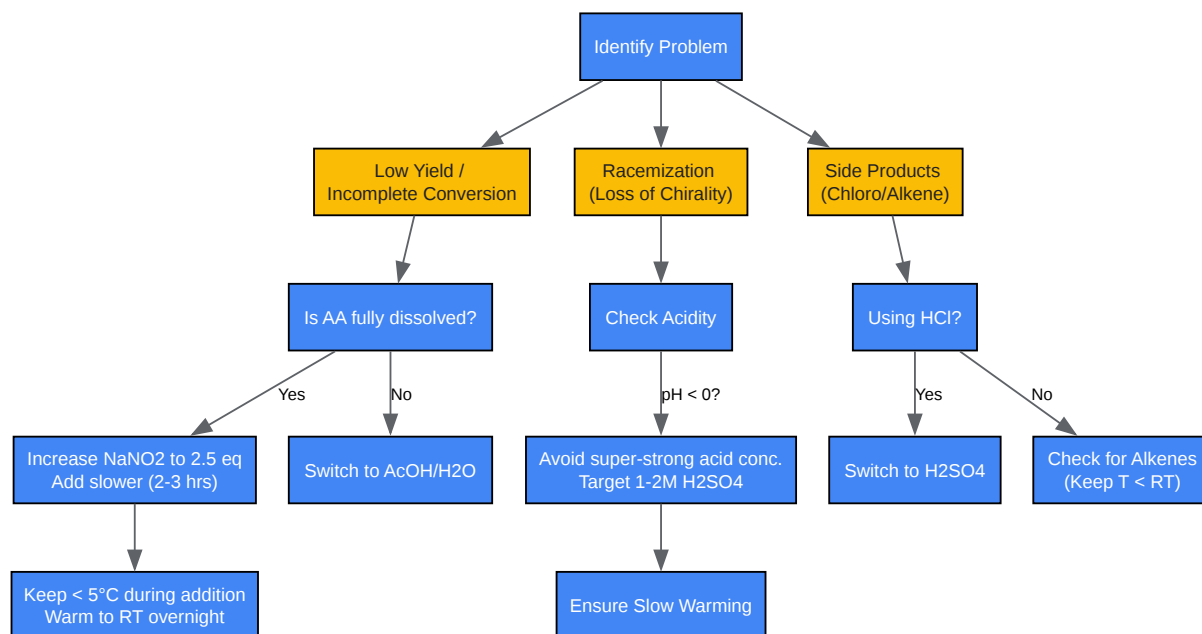 Identify Problem
Low Yield /
Incomplete Conversion
Racemization
(Loss of Chirality)
Side Products
(Chloro/Alkene)
Is AA fully dissolved?
Check Acidity
Using HCl?
Yes
No
pH < 0?
Yes
No
Increase NaNO2 to 2.5 eq
Add slower (2-3 hrs)
Switch to AcOH/H2O
Avoid super-strong acid conc.
Target 1-2M H2SO4
Switch to H2SO4
Check for Alkenes
(Keep T < RT)
Keep < 5°C during addition
Warm to RT overnight
Ensure Slow Warming